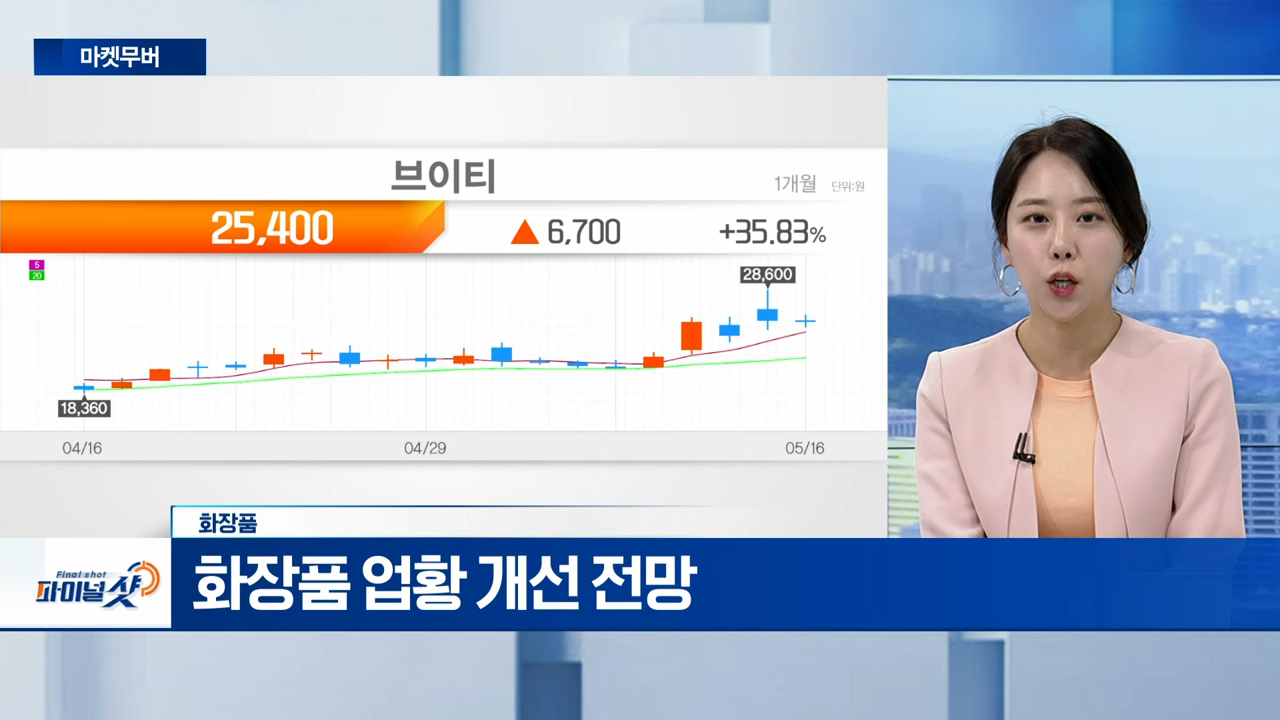 마켓무버
브이티
1개월 단위:원
25,400 ▲ 6,700 +35.83%
5
20
28,600
18,360
04/16 04/29 05/16
화장품
Final shot
파이널샷
화장품 업황 개선 전망